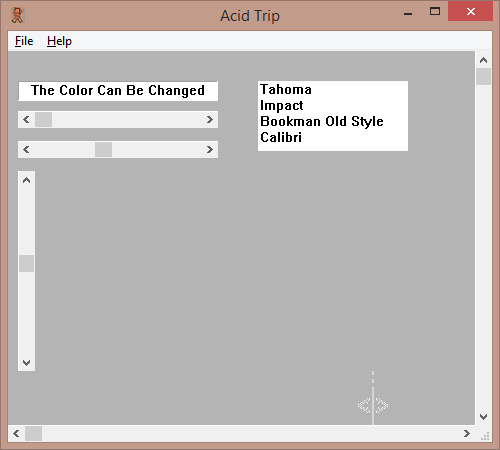 Acid Trip
File Help
The Color Can Be Changed
Tahoma
Impact
Bookman Old Style
Calibri